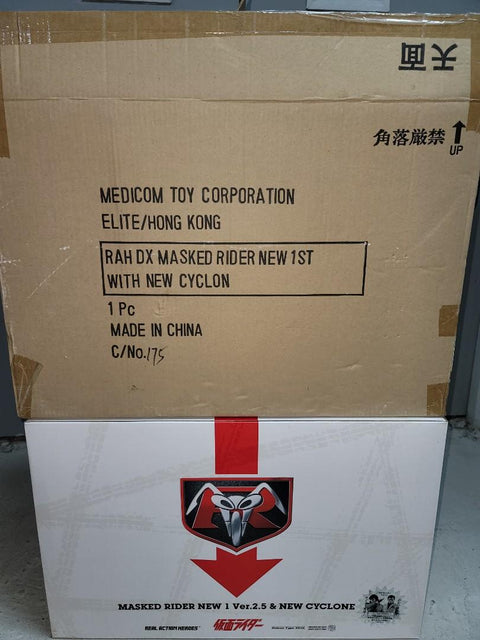 天面
角落厳禁
UP
MEDICOM TOY CORPORATION
ELITE/HONG KONG
RAH DX MASKED RIDER NEW 1ST
WITH NEW CYCLON
1 Pc
MADE IN CHINA
C/No.175
MASKED RIDER NEW 1 Ver.2.5 & NEW CYCLONE
REAL ACTION HEROES
仮面ライダー